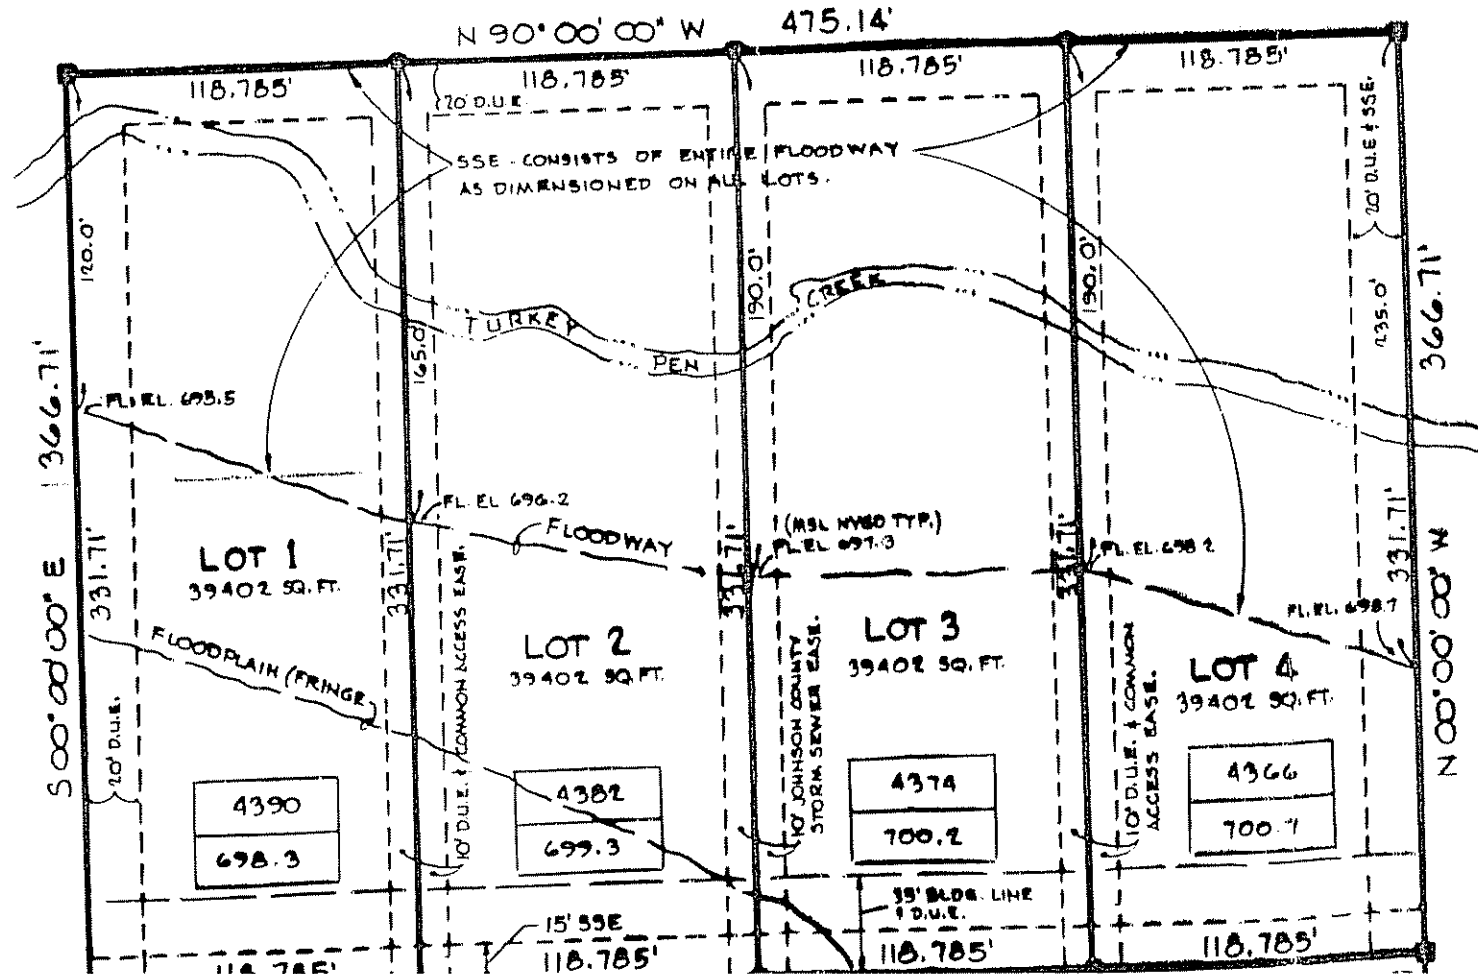 N 90°00'00" W 475.14'
118.785' 118.785' 118.785' 118.785'
20' D.U.E.
SSE - CONSISTS OF ENTIRE FLOODWAY
AS DIMENSIONED ON ALL LOTS.
20' D.U.E & SSE.
120.0'
165.0'
190.0'
190.0'
235.0'
TURKEY PEN CREEK
S 00°00'00" E 366.71'
N 00°00'00" W 366.71'
FL. EL. 695.5
FL. EL 696.2
FLOODWAY
(MSL NVGD TYP.)
FL. EL 697.3
FL. EL. 698.2
FL. EL. 698.7
331.71'
331.71'
331.71'
331.71'
331.71'
LOT 1
39402 SQ. FT.
LOT 2
39402 SQ. FT.
LOT 3
39402 SQ. FT.
LOT 4
39402 SQ. FT.
FLOODPLAIN (FRINGE)
20' D.U.E.
10' D.U.E. & COMMON ACCESS EASE.
10' JOHNSON COUNTY
STORM SEWER EASE.
10' D.U.E. & COMMON
ACCESS EASE.
4390
698.3
4382
699.3
4374
700.2
4366
700.7
35' BLDG. LINE
& D.U.E.
15' SSE
118.785' 118.785' 118.785' 118.785'